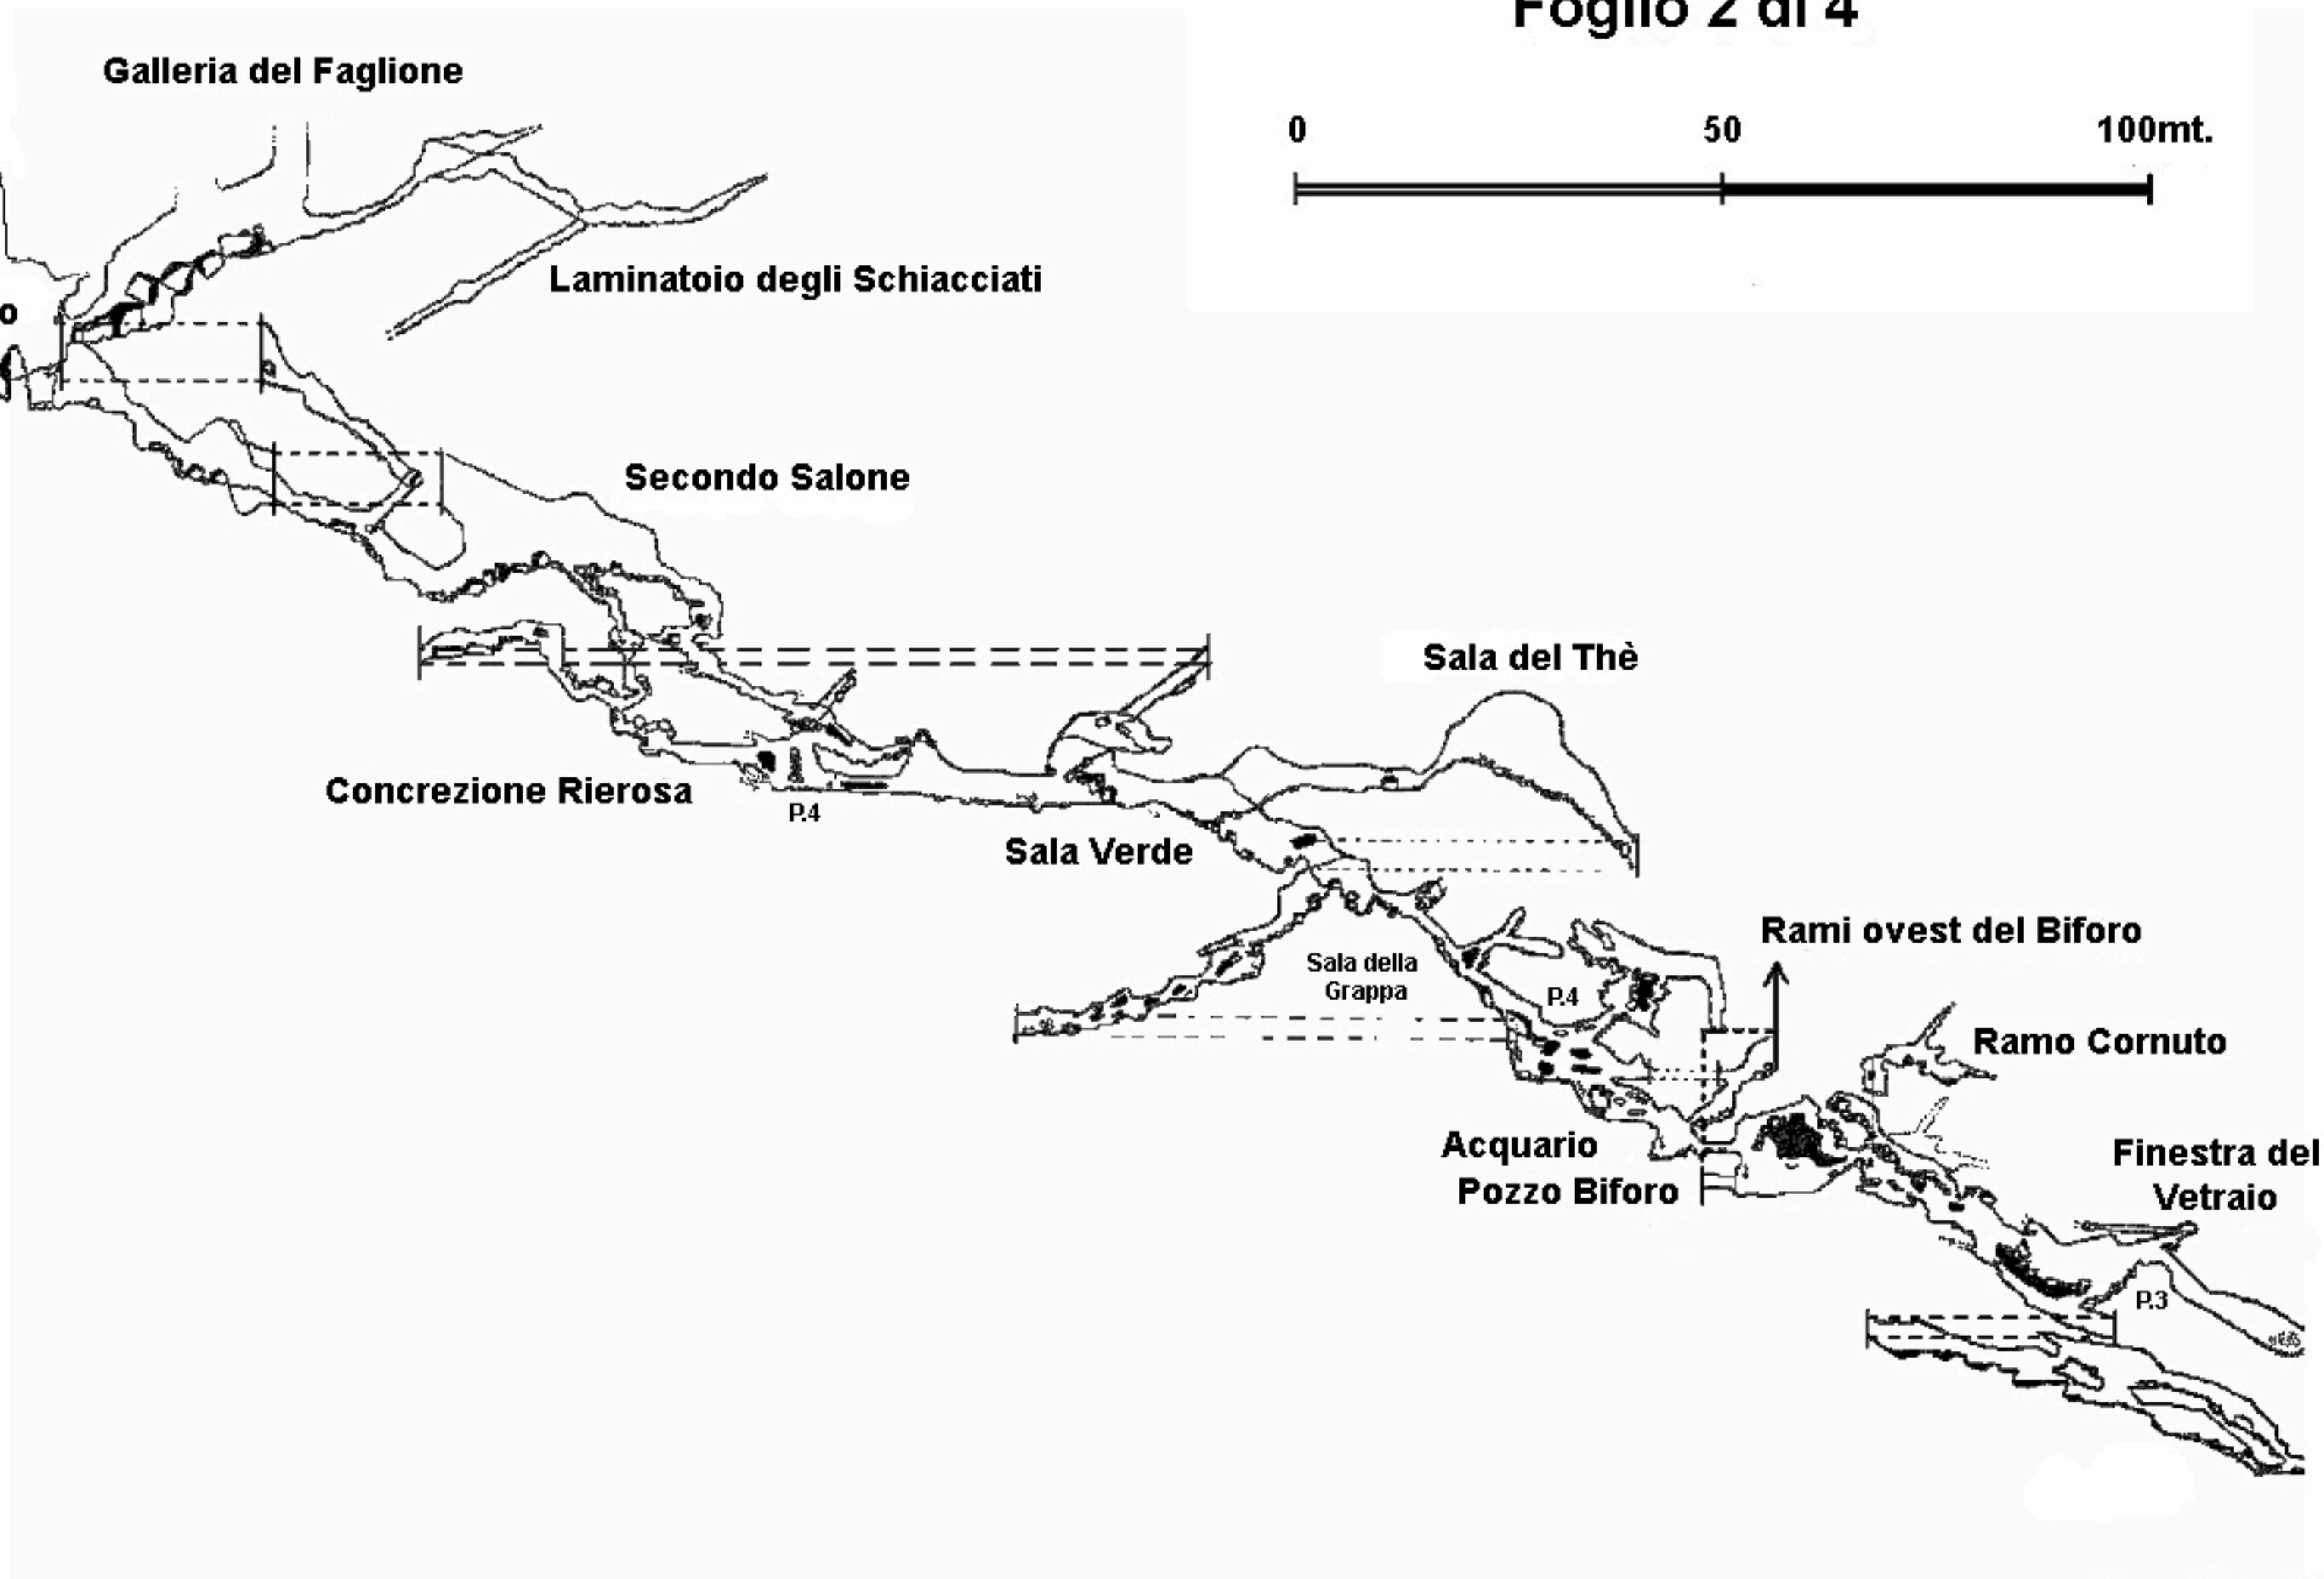 Foglio 2 di 4
Galleria del Faglione
0 50 100mt.
Laminatoio degli Schiacciati
o
Secondo Salone
Sala del Thè
Concrezione Rierosa
P.4
Sala Verde
Rami ovest del Biforo
Sala della
Grappa
P.4
Ramo Cornuto
Acquario
Pozzo Biforo
Finestra del
Vetraio
P.3